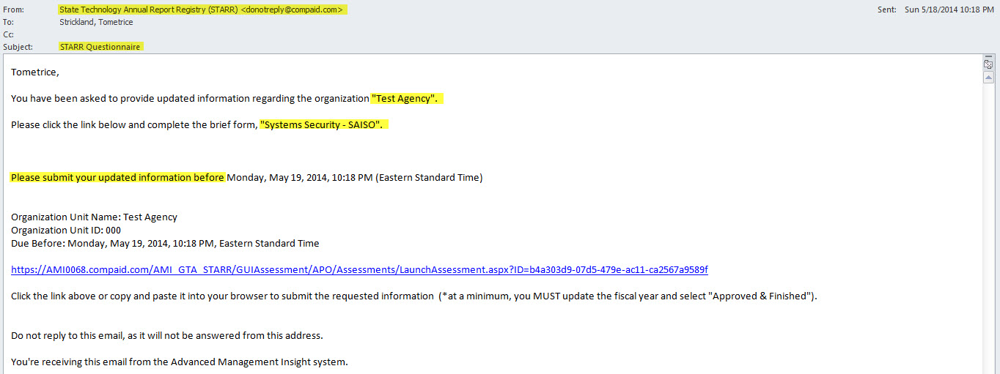 From: State Technology Annual Report Registry (STARR) <donotreply@compaid.com> Sent: Sun 5/18/2014 10:18 PM
To: Strickland, Tometrice
Cc:
Subject: STARR Questionnaire
Tometrice,
You have been asked to provide updated information regarding the organization "Test Agency".
Please click the link below and complete the brief form, "Systems Security - SAISO".
Please submit your updated information before Monday, May 19, 2014, 10:18 PM (Eastern Standard Time)
Organization Unit Name: Test Agency
Organization Unit ID: 000
Due Before: Monday, May 19, 2014, 10:18 PM, Eastern Standard Time
https://AMI0068.compaid.com/AMI_GTA_STARR/GUIAssessment/APO/Assessments/LaunchAssessment.aspx?ID=b4a303d9-07d5-479e-ac11-ca2567a9589f
Click the link above or copy and paste it into your browser to submit the requested information (*at a minimum, you MUST update the fiscal year and select "Approved & Finished").
Do not reply to this email, as it will not be answered from this address.
You're receiving this email from the Advanced Management Insight system.